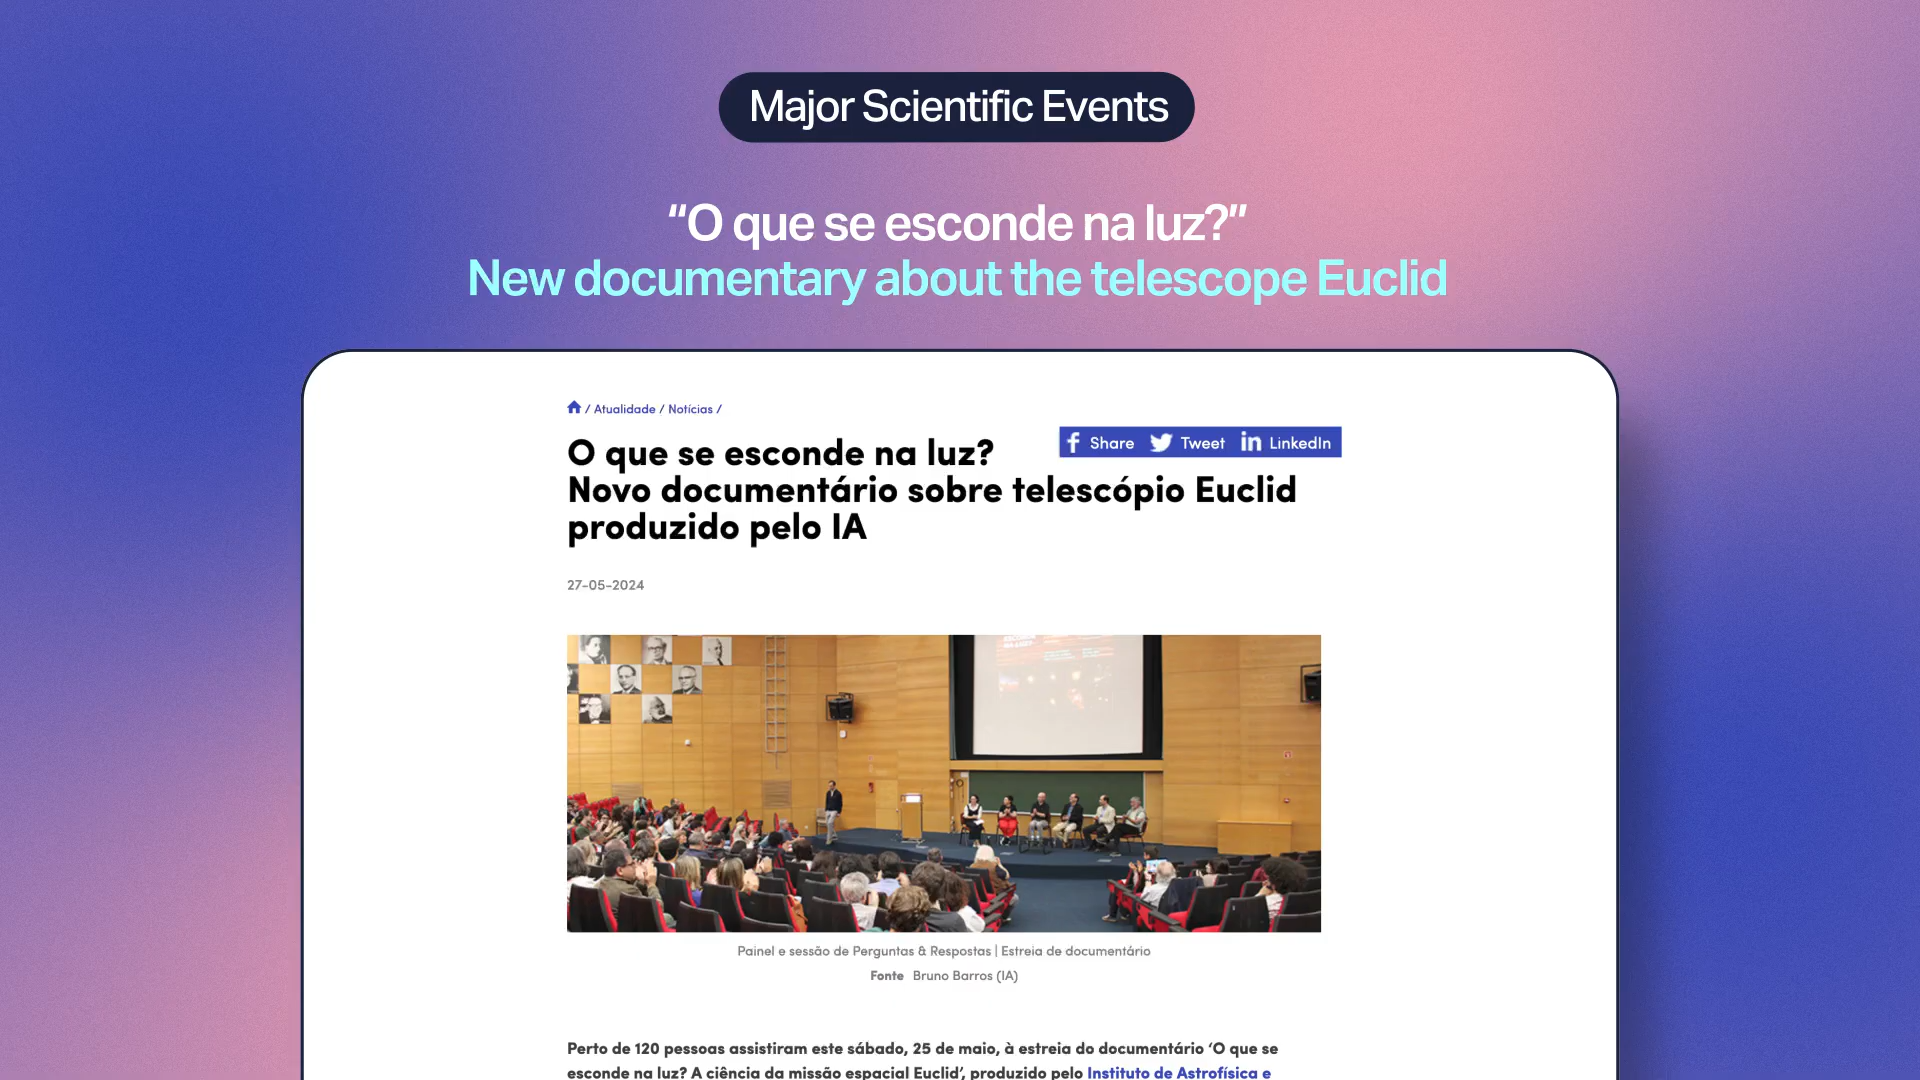 Major Scientific Events
“O que se esconde na luz?”
New documentary about the telescope Euclid
/ Atualidade / Notícias /
Share Tweet LinkedIn
O que se esconde na luz?
Novo documentário sobre telescópio Euclid
produzido pelo IA
27-05-2024
Painel e sessão de Perguntas & Respostas | Estreia de documentário
Fonte Bruno Barros (IA)
Perto de 120 pessoas assistiram este sábado, 25 de maio, à estreia do documentário ‘O que se
esconde na luz? A ciência da missão espacial Euclid’, produzido pelo Instituto de Astrofísica e